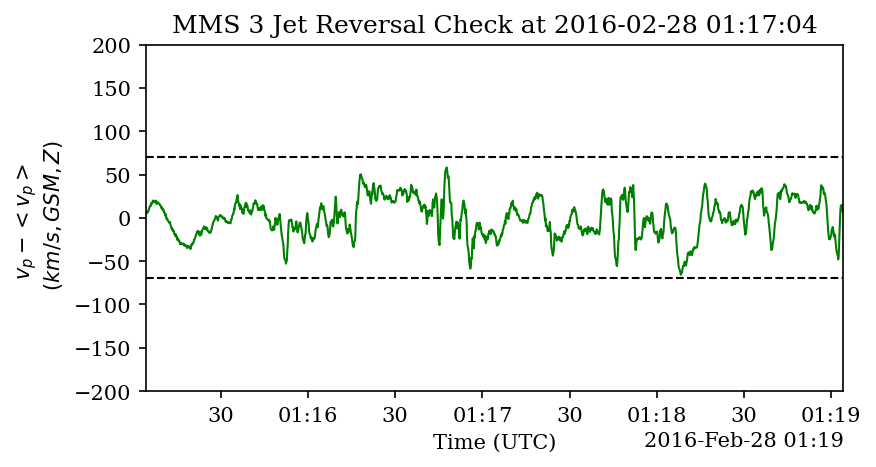 MMS 3 Jet Reversal Check at 2016-02-28 01:17:04
200
150
100
50
0
−50
−100
−150
−200
v_p − < v_p >
(km/s, GSM, Z)
30 01:16 30 01:17 30 01:18 30 01:19
Time (UTC)
2016-Feb-28 01:19